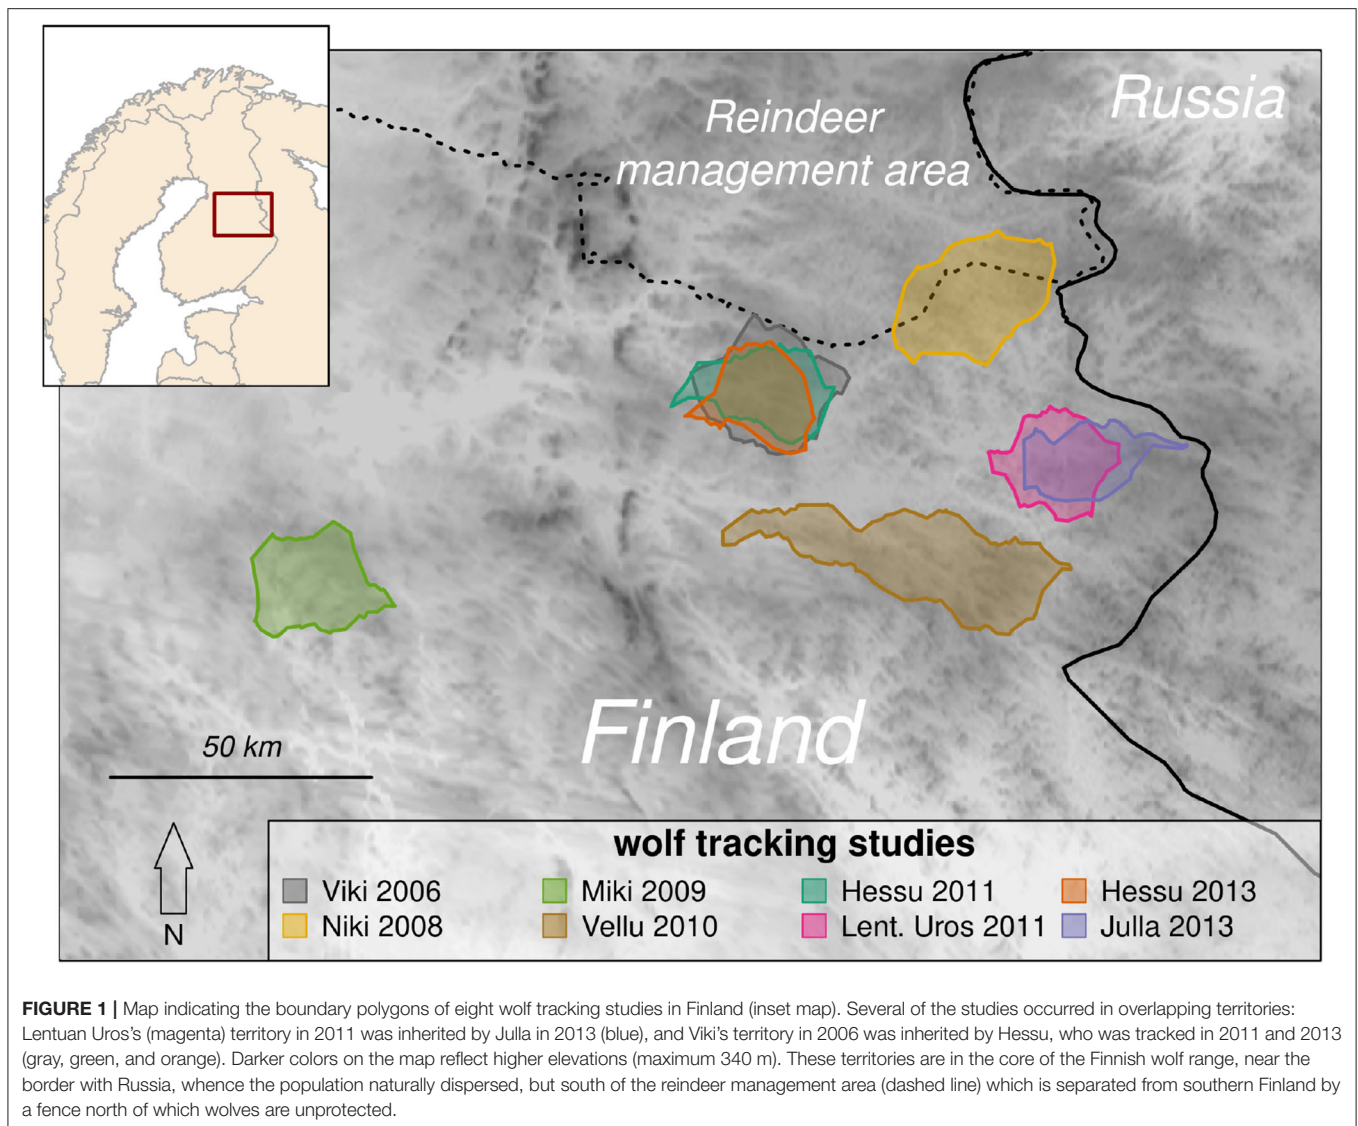 Russia
Reindeer
management area
Finland
50 km
N
wolf tracking studies
Viki 2006
Miki 2009
Hessu 2011
Hessu 2013
Niki 2008
Vellu 2010
Lent. Uros 2011
Julla 2013
FIGURE 1 | Map indicating the boundary polygons of eight wolf tracking studies in Finland (inset map). Several of the studies occurred in overlapping territories:
Lentuan Uros's (magenta) territory in 2011 was inherited by Julla in 2013 (blue), and Viki's territory in 2006 was inherited by Hessu, who was tracked in 2011 and 2013
(gray, green, and orange). Darker colors on the map reflect higher elevations (maximum 340 m). These territories are in the core of the Finnish wolf range, near the
border with Russia, whence the population naturally dispersed, but south of the reindeer management area (dashed line) which is separated from southern Finland by
a fence north of which wolves are unprotected.